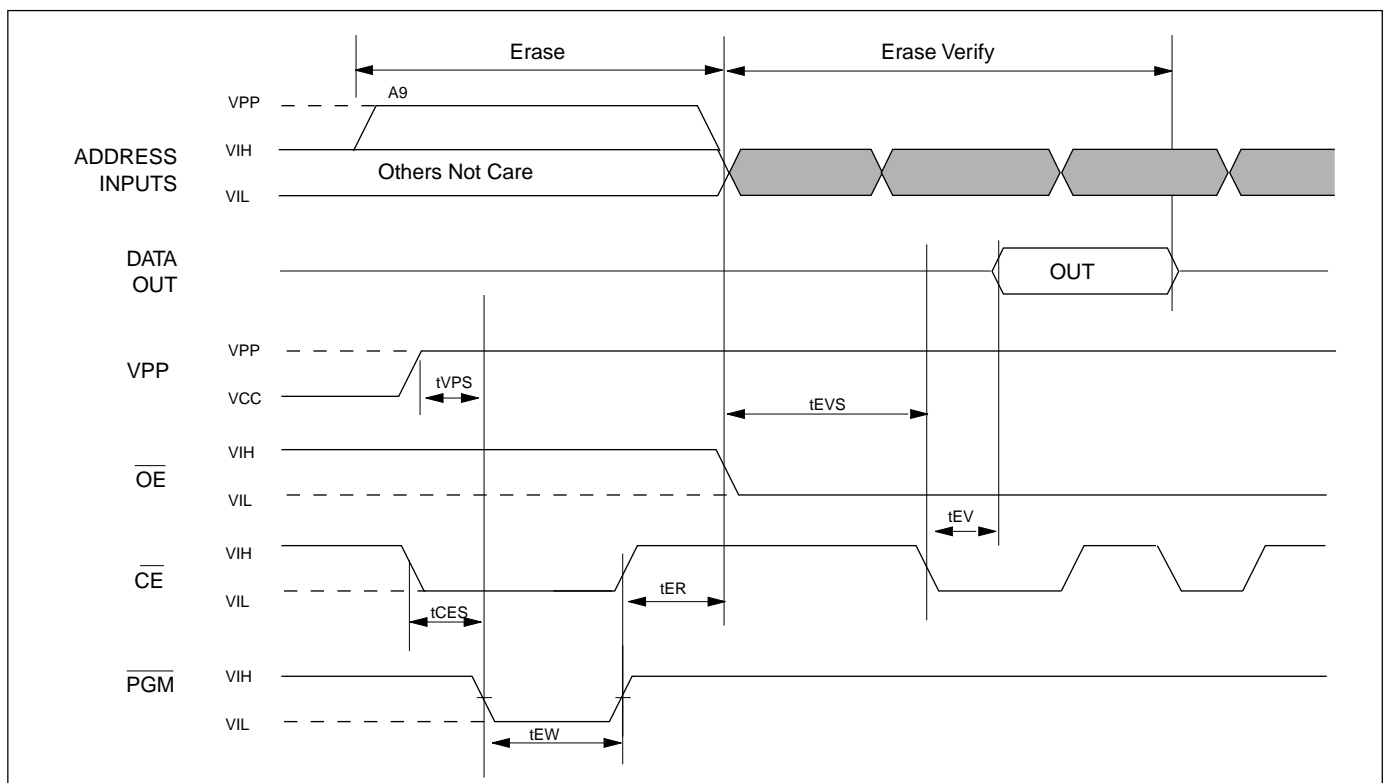 Erase
Erase Verify
VPP
A9
ADDRESS
INPUTS
VIH
Others Not Care
VIL
DATA
OUT
OUT
VPP
VPP
tVPS
VCC
tEVS
VIH
OE
VIL
tEV
VIH
CE
VIL
tER
tCES
VIH
PGM
VIL
tEW